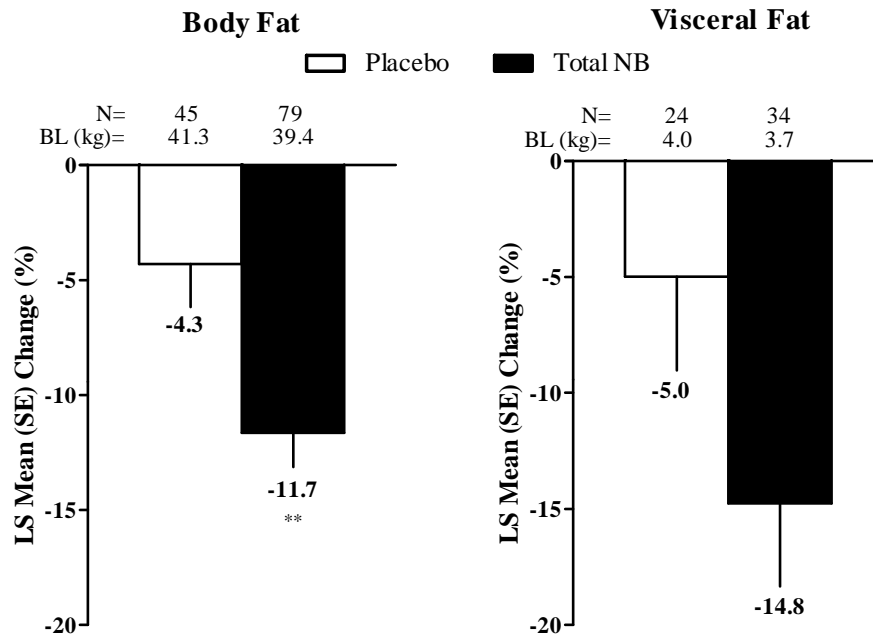 Body Fat
Visceral Fat
Placebo
Total NB
N= 45 79
BL (kg)= 41.3 39.4
LS Mean (SE) Change (%)
0
-5
-10
-15
-20
-4.3
-11.7
**
N= 24 34
BL (kg)= 4.0 3.7
LS Mean (SE) Change (%)
0
-5
-10
-15
-20
-5.0
-14.8